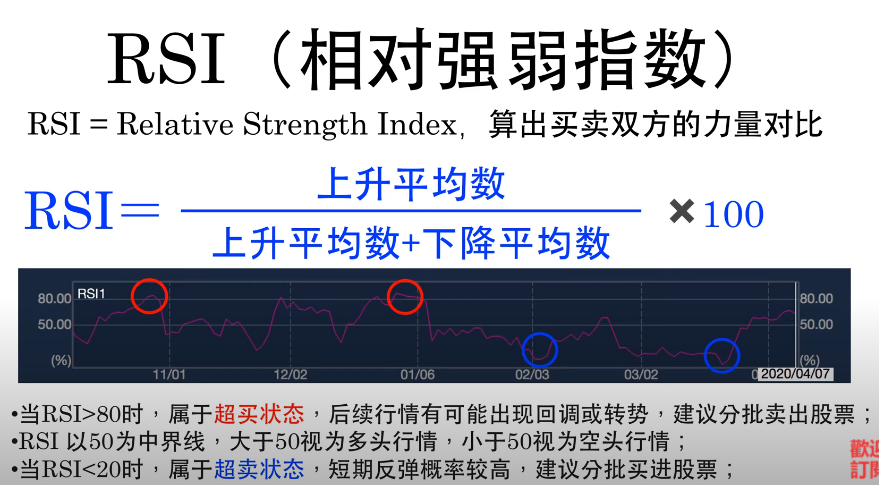 RSI（相对强弱指数）
RSI = Relative Strength Index，算出买卖双方的力量对比
RSI＝
上升平均数
上升平均数+下降平均数
×100
RSI1
80.00
80.00
50.00
50.00
(%)
(%)
11/01
12/02
01/06
02/03
03/02
2020/04/07
•当RSI>80时，属于超买状态，后续行情有可能出现回调或转势，建议分批卖出股票；
•RSI 以50为中界线，大于50视为多头行情，小于50视为空头行情；
•当RSI<20时，属于超卖状态，短期反弹概率较高，建议分批买进股票；